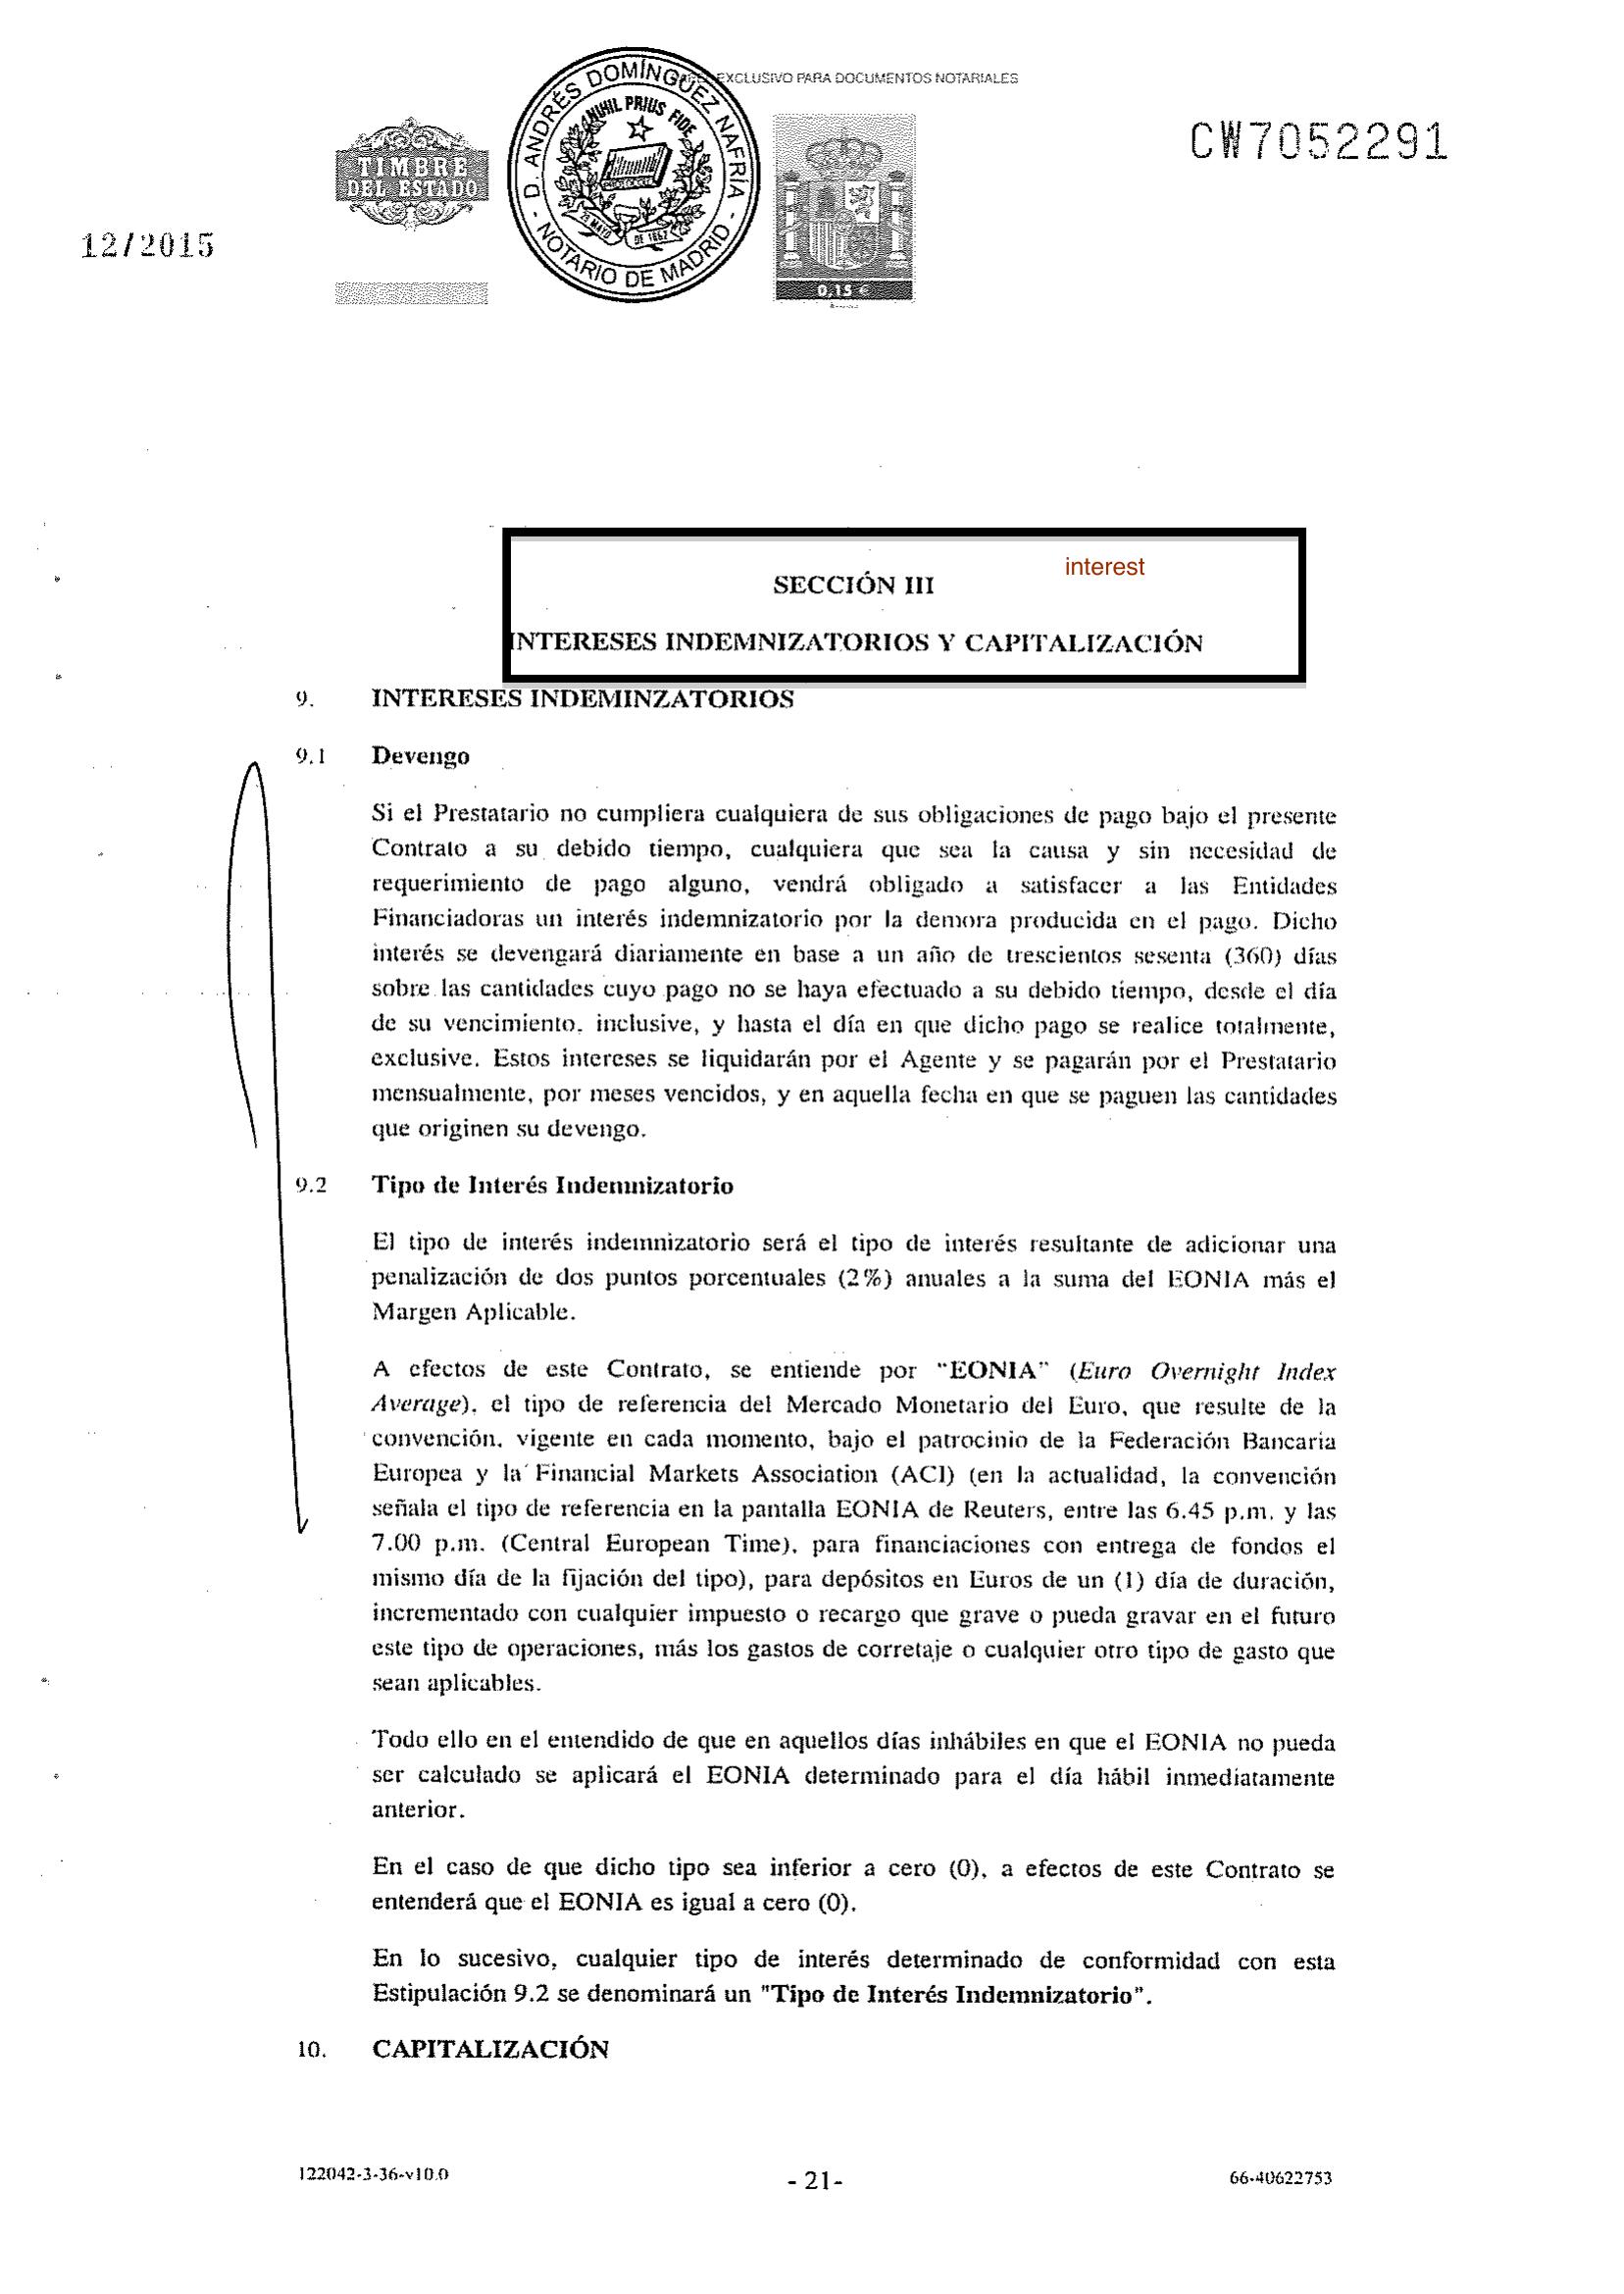 EXCLUSIVO PARA DOCUMENTOS NOTARIALES
CW7052291
TIMBRE
DEL ESTADO
D. ANDRÉS DOMÍNGUEZ NAFRÍA
- NOTARIO DE MADRID -
NIHIL PRIUS FIDE
28 MAYO DE 1862
0,15 €
12/2015
interest
SECCIÓN III
INTERESES INDEMNIZATORIOS Y CAPITALIZACIÓN
9. INTERESES INDEMINZATORIOS
9.1 Devengo
Si el Prestatario no cumpliera cualquiera de sus obligaciones de pago bajo el presente
Contrato a su debido tiempo, cualquiera que sea la causa y sin necesidad de
requerimiento de pago alguno, vendrá obligado a satisfacer a las Entidades
Financiadoras un interés indemnizatorio por la demora producida en el pago. Dicho
interés se devengará diariamente en base a un año de trescientos sesenta (360) días
sobre las cantidades cuyo pago no se haya efectuado a su debido tiempo, desde el día
de su vencimiento, inclusive, y hasta el día en que dicho pago se realice totalmente,
exclusive. Estos intereses se liquidarán por el Agente y se pagarán por el Prestatario
mensualmente, por meses vencidos, y en aquella fecha en que se paguen las cantidades
que originen su devengo.
9.2 Tipo de Interés Indemnizatorio
El tipo de interés indemnizatorio será el tipo de interés resultante de adicionar una
penalización de dos puntos porcentuales (2%) anuales a la suma del EONIA más el
Margen Aplicable.
A efectos de este Contrato, se entiende por "EONIA" (Euro Overnight Index
Average), el tipo de referencia del Mercado Monetario del Euro, que resulte de la
convención, vigente en cada momento, bajo el patrocinio de la Federación Bancaria
Europea y la Financial Markets Association (ACI) (en la actualidad, la convención
señala el tipo de referencia en la pantalla EONIA de Reuters, entre las 6.45 p.m. y las
7.00 p.m. (Central European Time), para financiaciones con entrega de fondos el
mismo día de la fijación del tipo), para depósitos en Euros de un (1) día de duración,
incrementado con cualquier impuesto o recargo que grave o pueda gravar en el futuro
este tipo de operaciones, más los gastos de corretaje o cualquier otro tipo de gasto que
sean aplicables.
Todo ello en el entendido de que en aquellos días inhábiles en que el EONIA no pueda
ser calculado se aplicará el EONIA determinado para el día hábil inmediatamente
anterior.
En el caso de que dicho tipo sea inferior a cero (0), a efectos de este Contrato se
entenderá que el EONIA es igual a cero (0).
En lo sucesivo, cualquier tipo de interés determinado de conformidad con esta
Estipulación 9.2 se denominará un "Tipo de Interés Indemnizatorio".
10. CAPITALIZACIÓN
122042-3-36-v10.0
- 21-
66-40622753